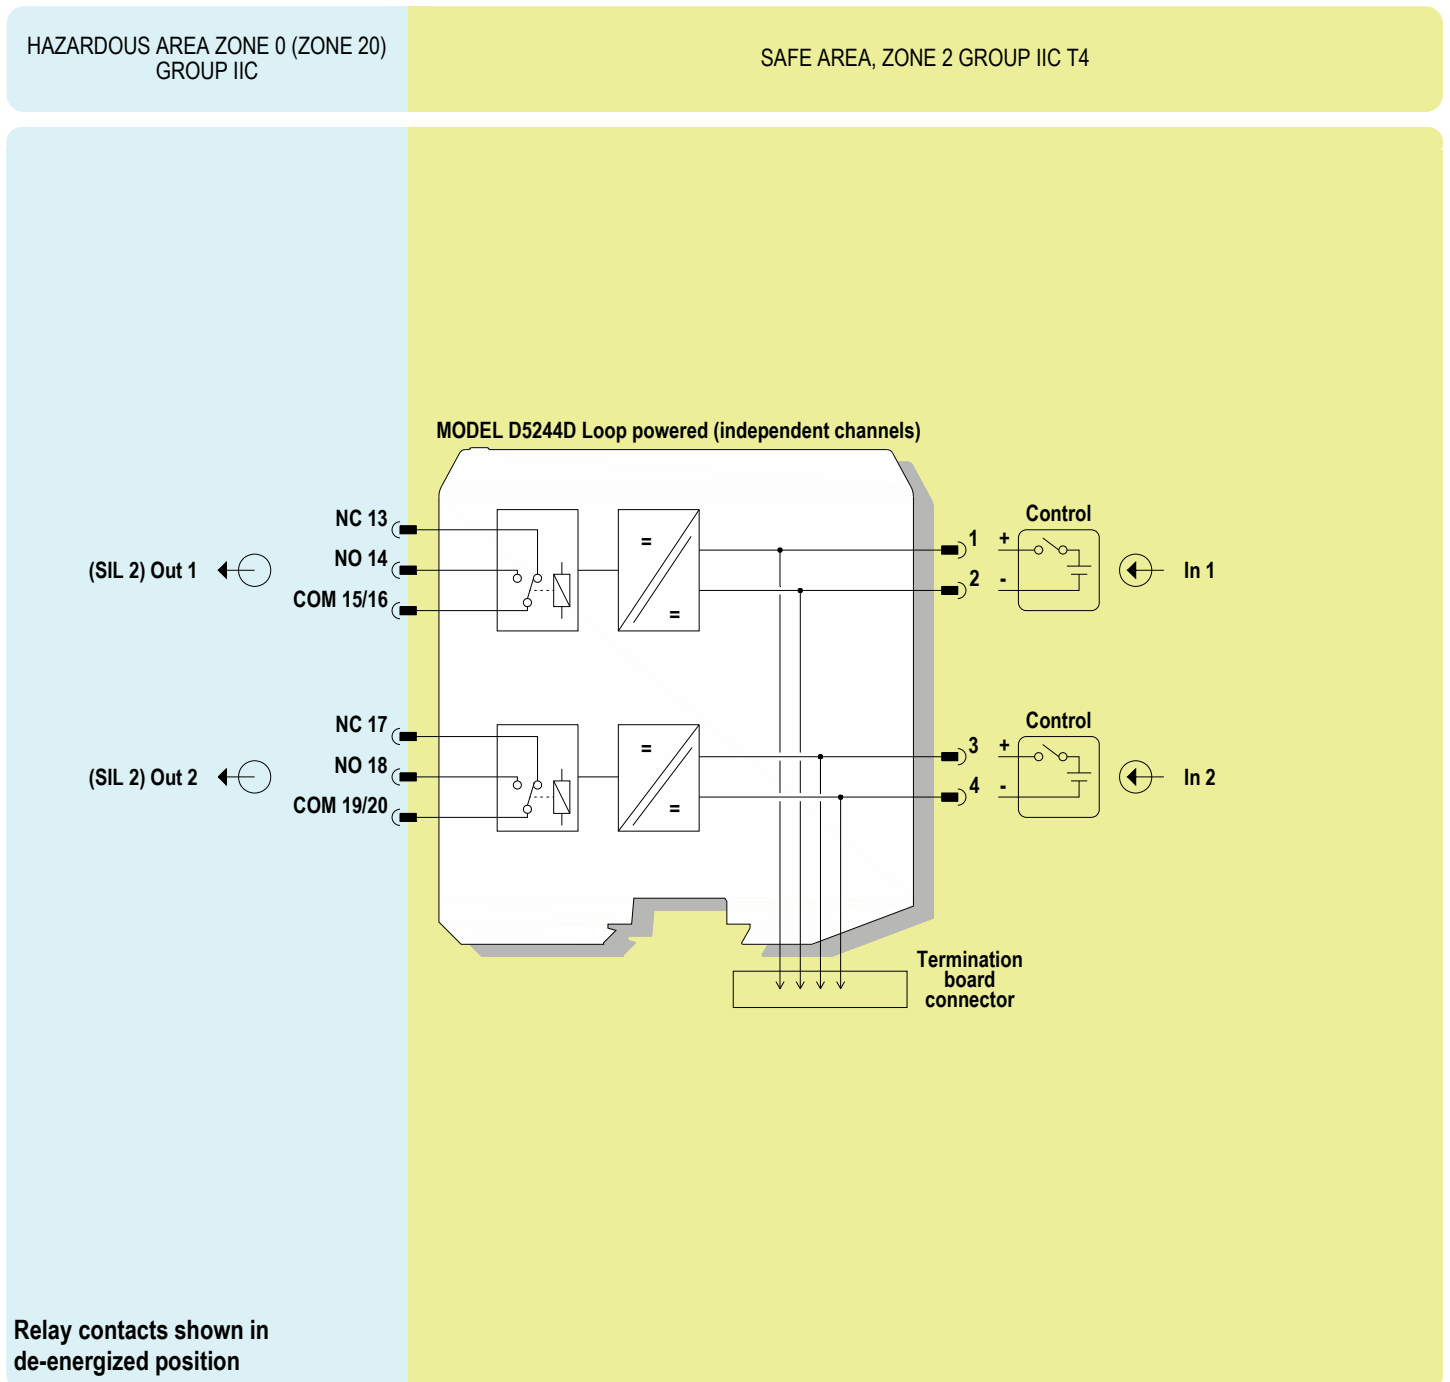 HAZARDOUS AREA ZONE 0 (ZONE 20)
GROUP IIC
SAFE AREA, ZONE 2 GROUP IIC T4
MODEL D5244D Loop powered (independent channels)
NC 13
NO 14
COM 15/16
(SIL 2) Out 1
=
=
1
2
+
-
Control
In 1
NC 17
NO 18
COM 19/20
(SIL 2) Out 2
=
=
3
4
+
-
Control
In 2
Termination
board
connector
Relay contacts shown in
de-energized position